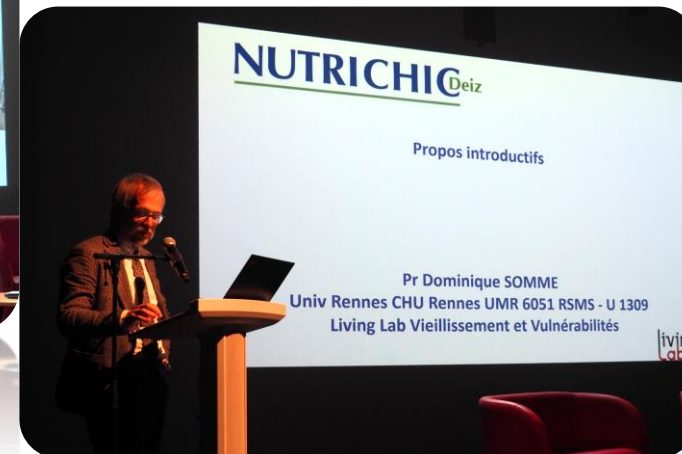 NUTRICHIC Deiz
Propos introductifs
Pr Dominique SOMME
Univ Rennes CHU Rennes UMR 6051 RSMS - U 1309
Living Lab Vieillissement et Vulnérabilités